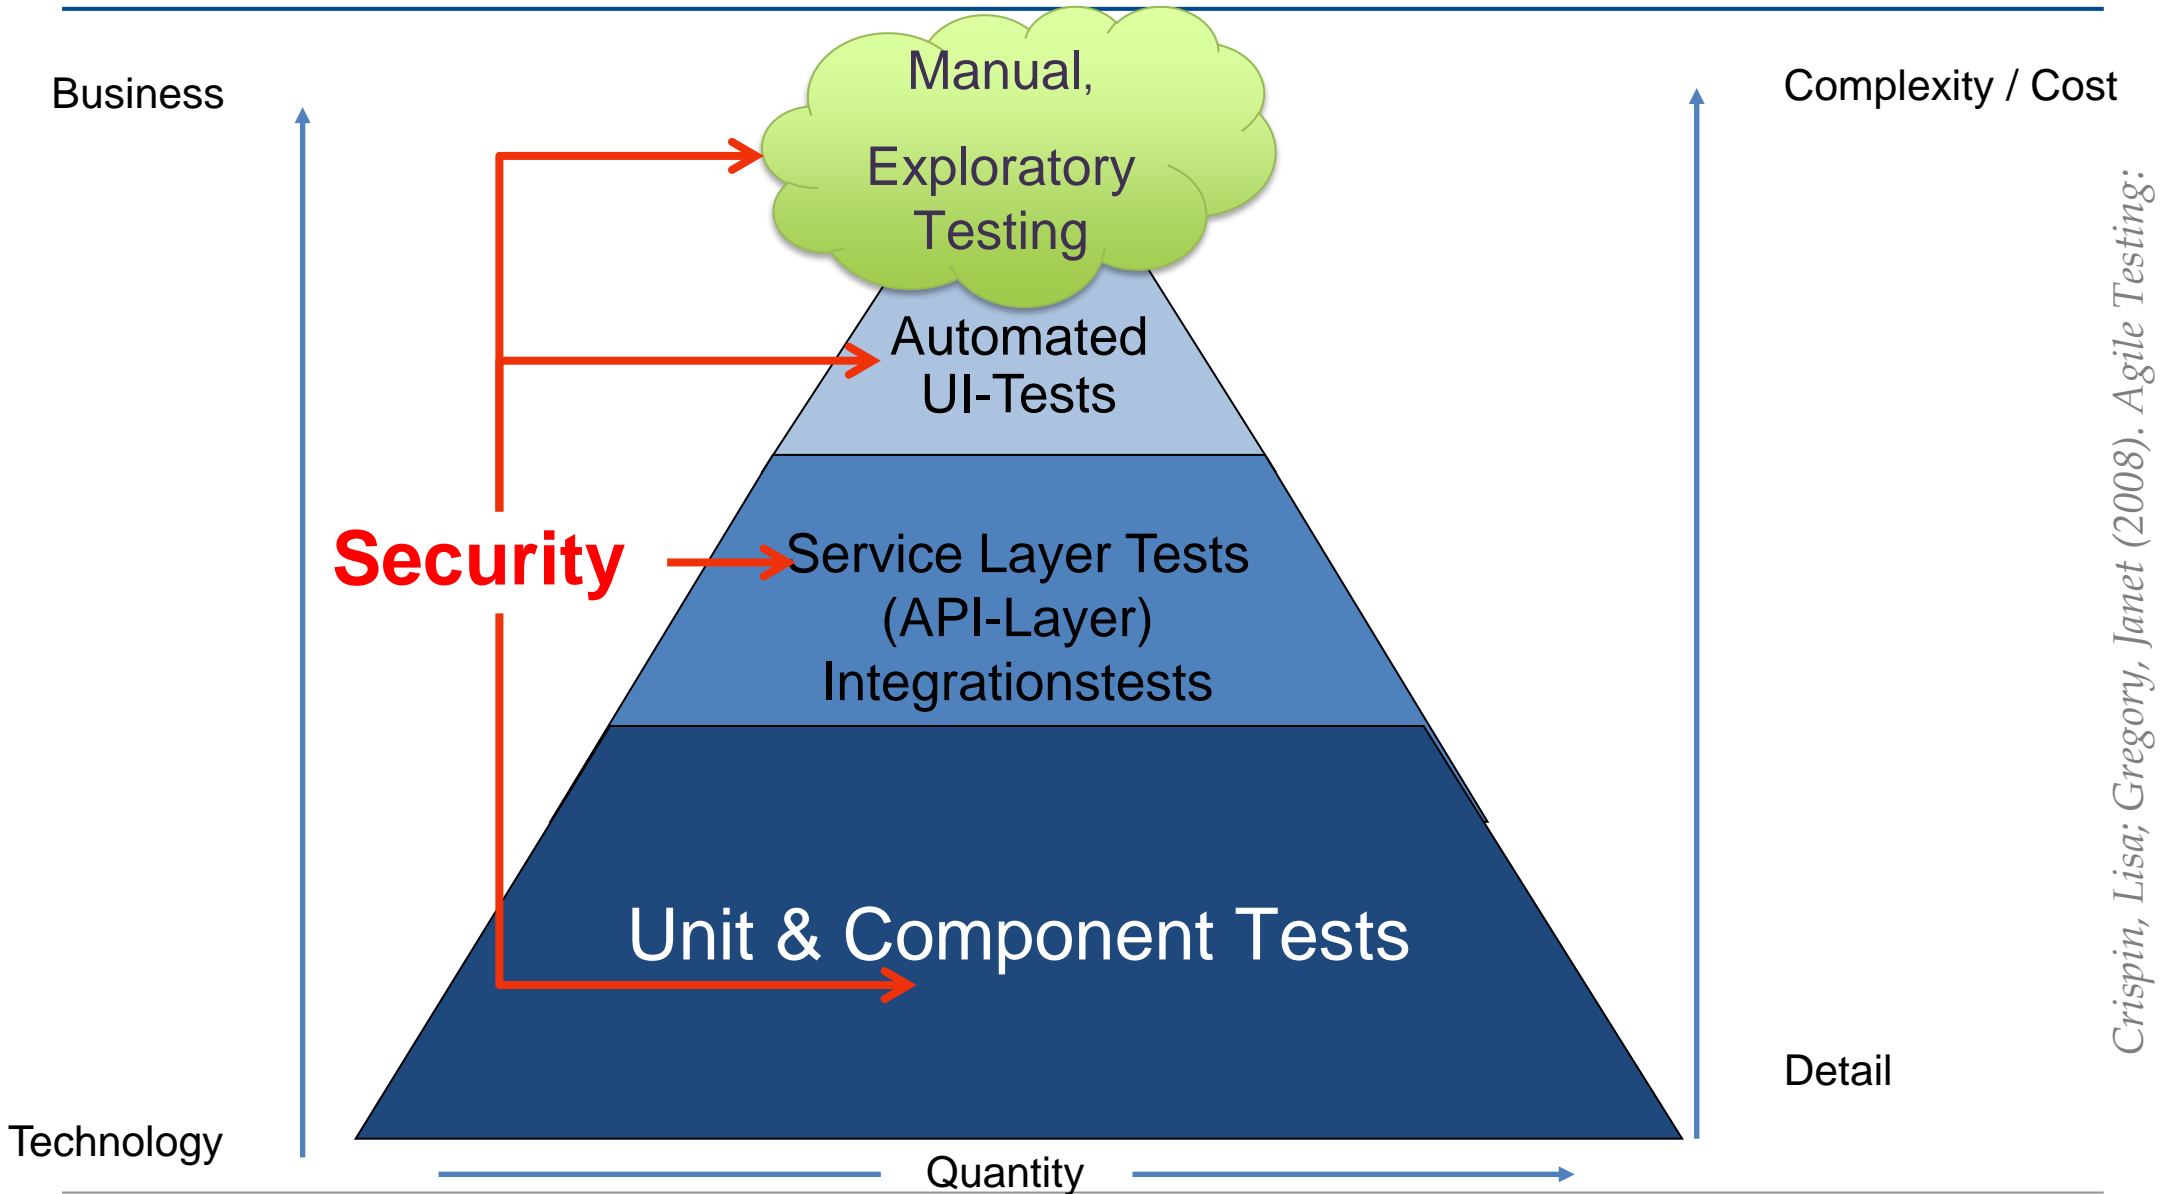 Business
Manual,
Complexity / Cost
Exploratory
Testing
Automated
UI-Tests
Security
Service Layer Tests
(API-Layer)
Integrationstests
Unit & Component Tests
Detail
Technology
Quantity
Crispin, Lisa; Gregory, Janet (2008). Agile Testing: